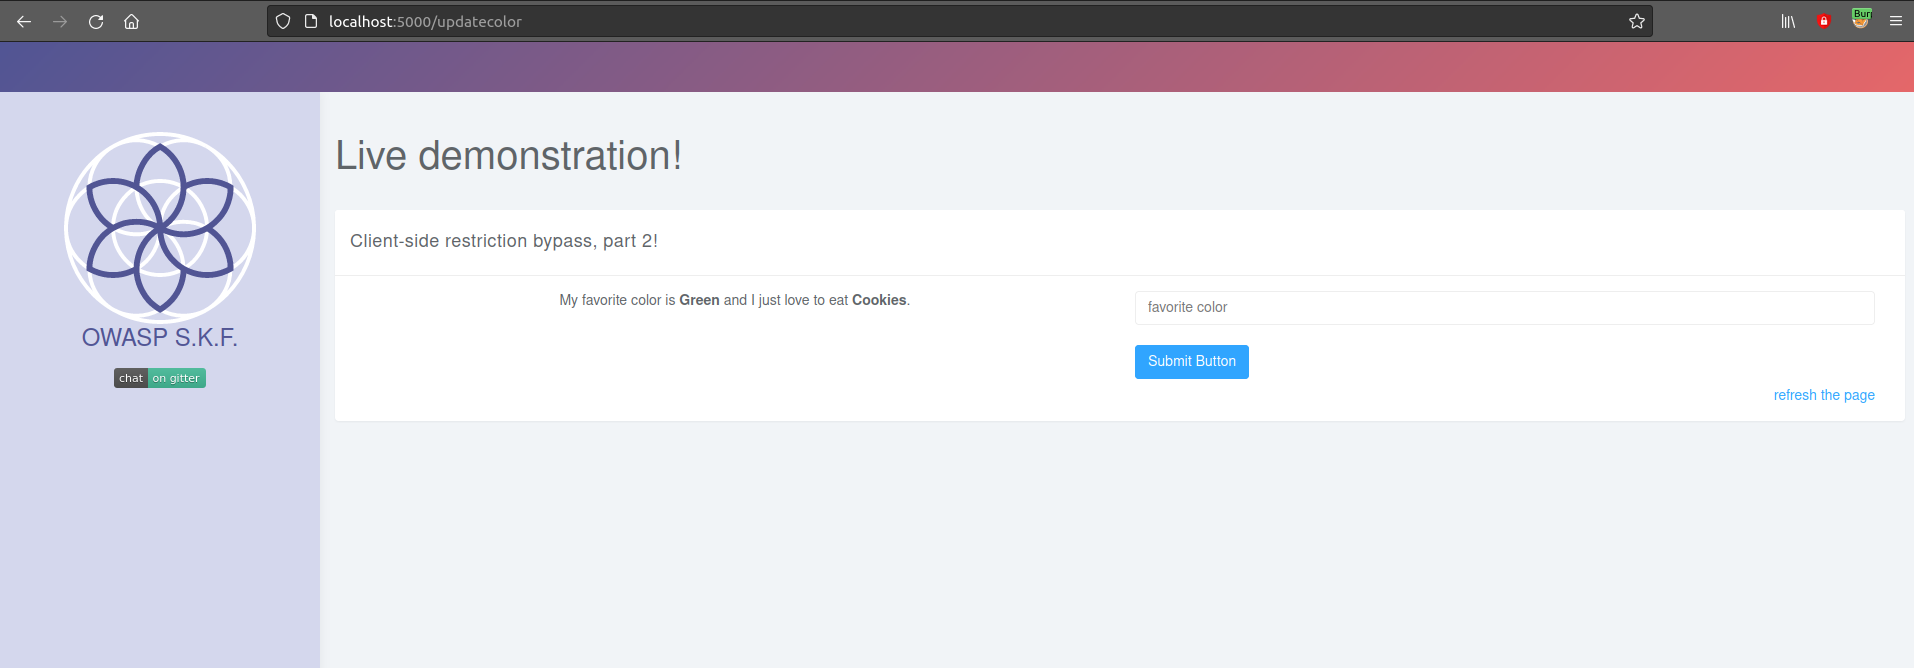 localhost:5000/updatecolor
Burp
OWASP S.K.F.
chat on gitter
Live demonstration!
Client-side restriction bypass, part 2!
My favorite color is Green and I just love to eat Cookies.
favorite color
Submit Button
refresh the page